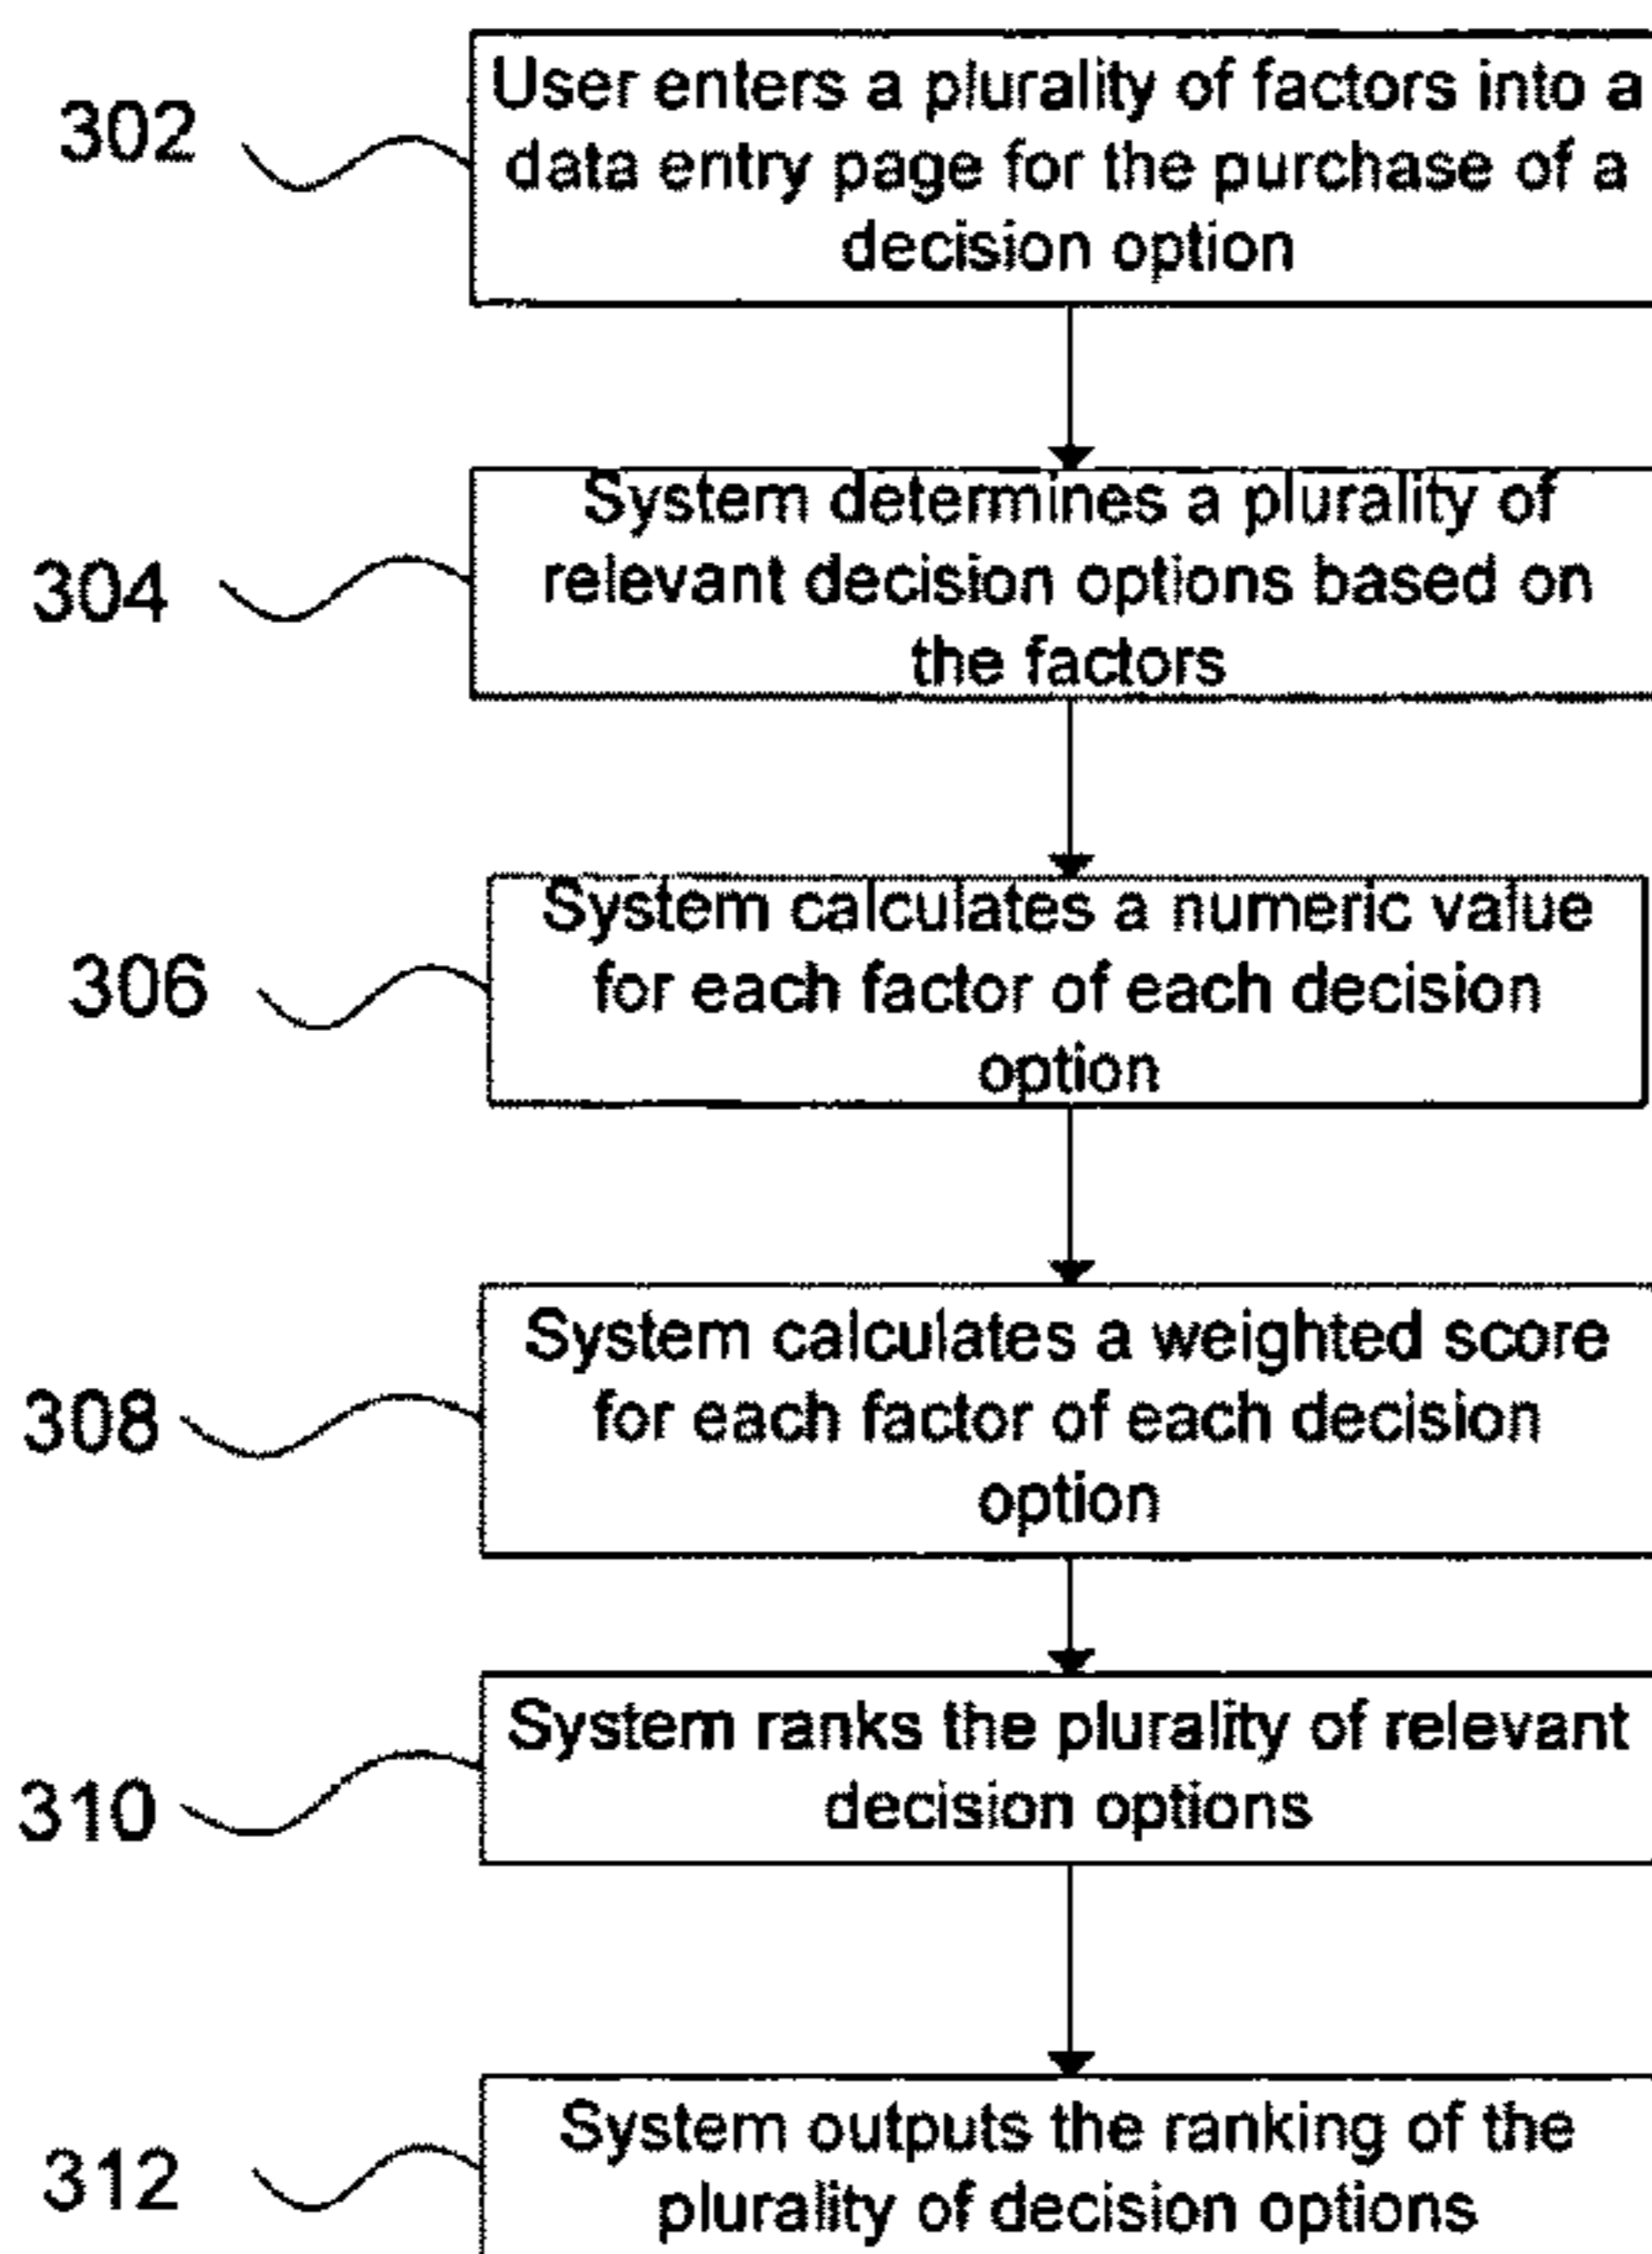 302
User enters a plurality of factors into a
data entry page for the purchase of a
decision option
304
System determines a plurality of
relevant decision options based on
the factors
306
System calculates a numeric value
for each factor of each decision
option
308
System calculates a weighted score
for each factor of each decision
option
310
System ranks the plurality of relevant
decision options
312
System outputs the ranking of the
plurality of decision options